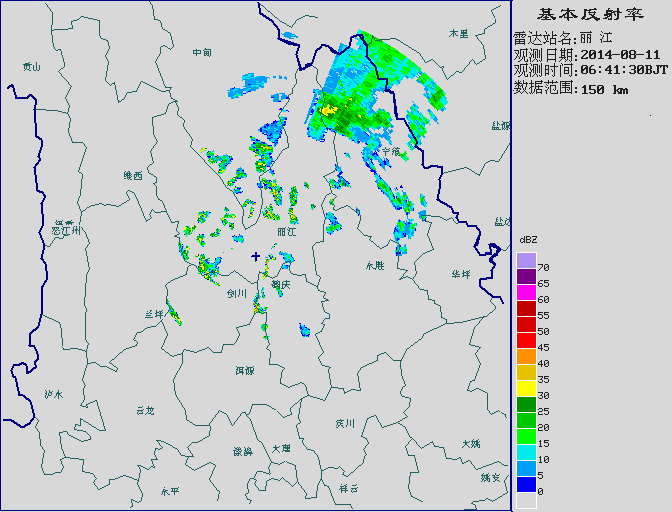 基本反射率
雷达站名:丽 江
观测日期:2014-08-11
观测时间:06:41:30BJT
数据范围:150 km
木里
中甸
贡山
盐源
宁蒗
维西
怒江州
丽江
盐边
永胜
华坪
鹤庆
剑川
兰坪
洱源
泸水
云龙
宾川
漾濞
大理
大姚
姚安
永平
祥云
dBZ
70
65
60
55
50
45
40
35
30
25
20
15
10
5
0